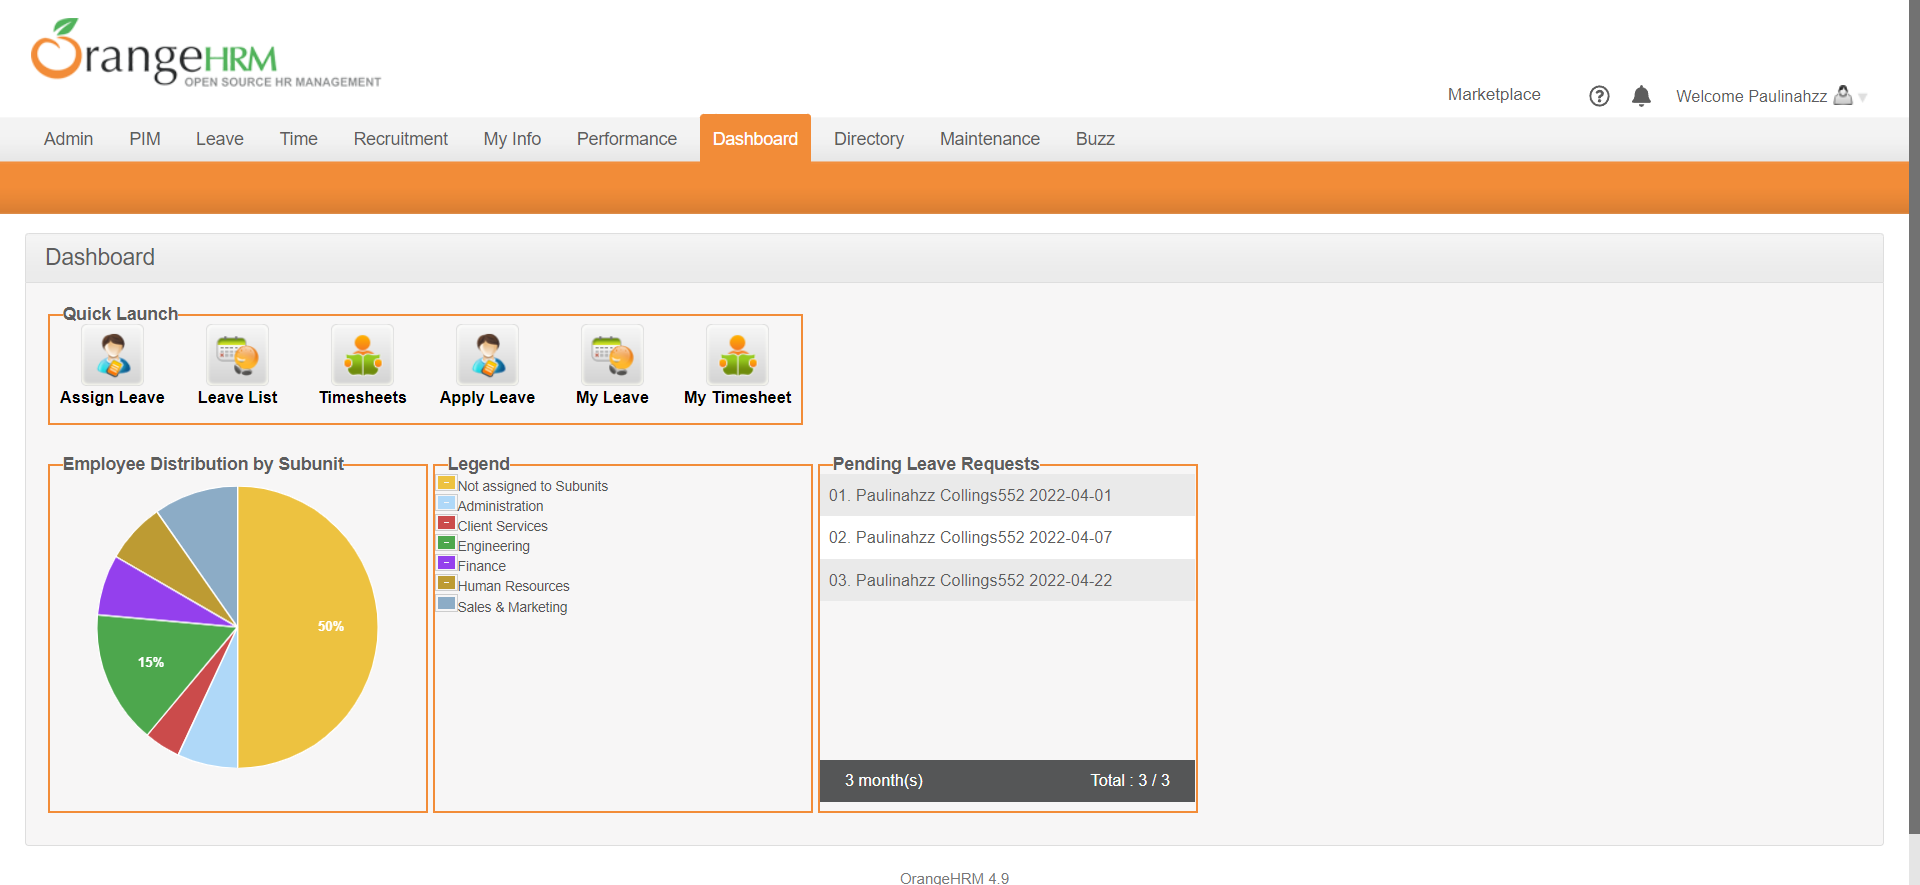 OrangeHRM
OPEN SOURCE HR MANAGEMENT
Marketplace
Welcome Paulinahzz
Admin PIM Leave Time Recruitment My Info Performance Dashboard Directory Maintenance Buzz
Dashboard
Quick Launch
Assign Leave Leave List Timesheets Apply Leave My Leave My Timesheet
Employee Distribution by Subunit
50%
15%
Legend
Not assigned to Subunits
Administration
Client Services
Engineering
Finance
Human Resources
Sales & Marketing
Pending Leave Requests
01. Paulinahzz Collings552 2022-04-01
02. Paulinahzz Collings552 2022-04-07
03. Paulinahzz Collings552 2022-04-22
3 month(s) Total : 3 / 3
OrangeHRM 4.9